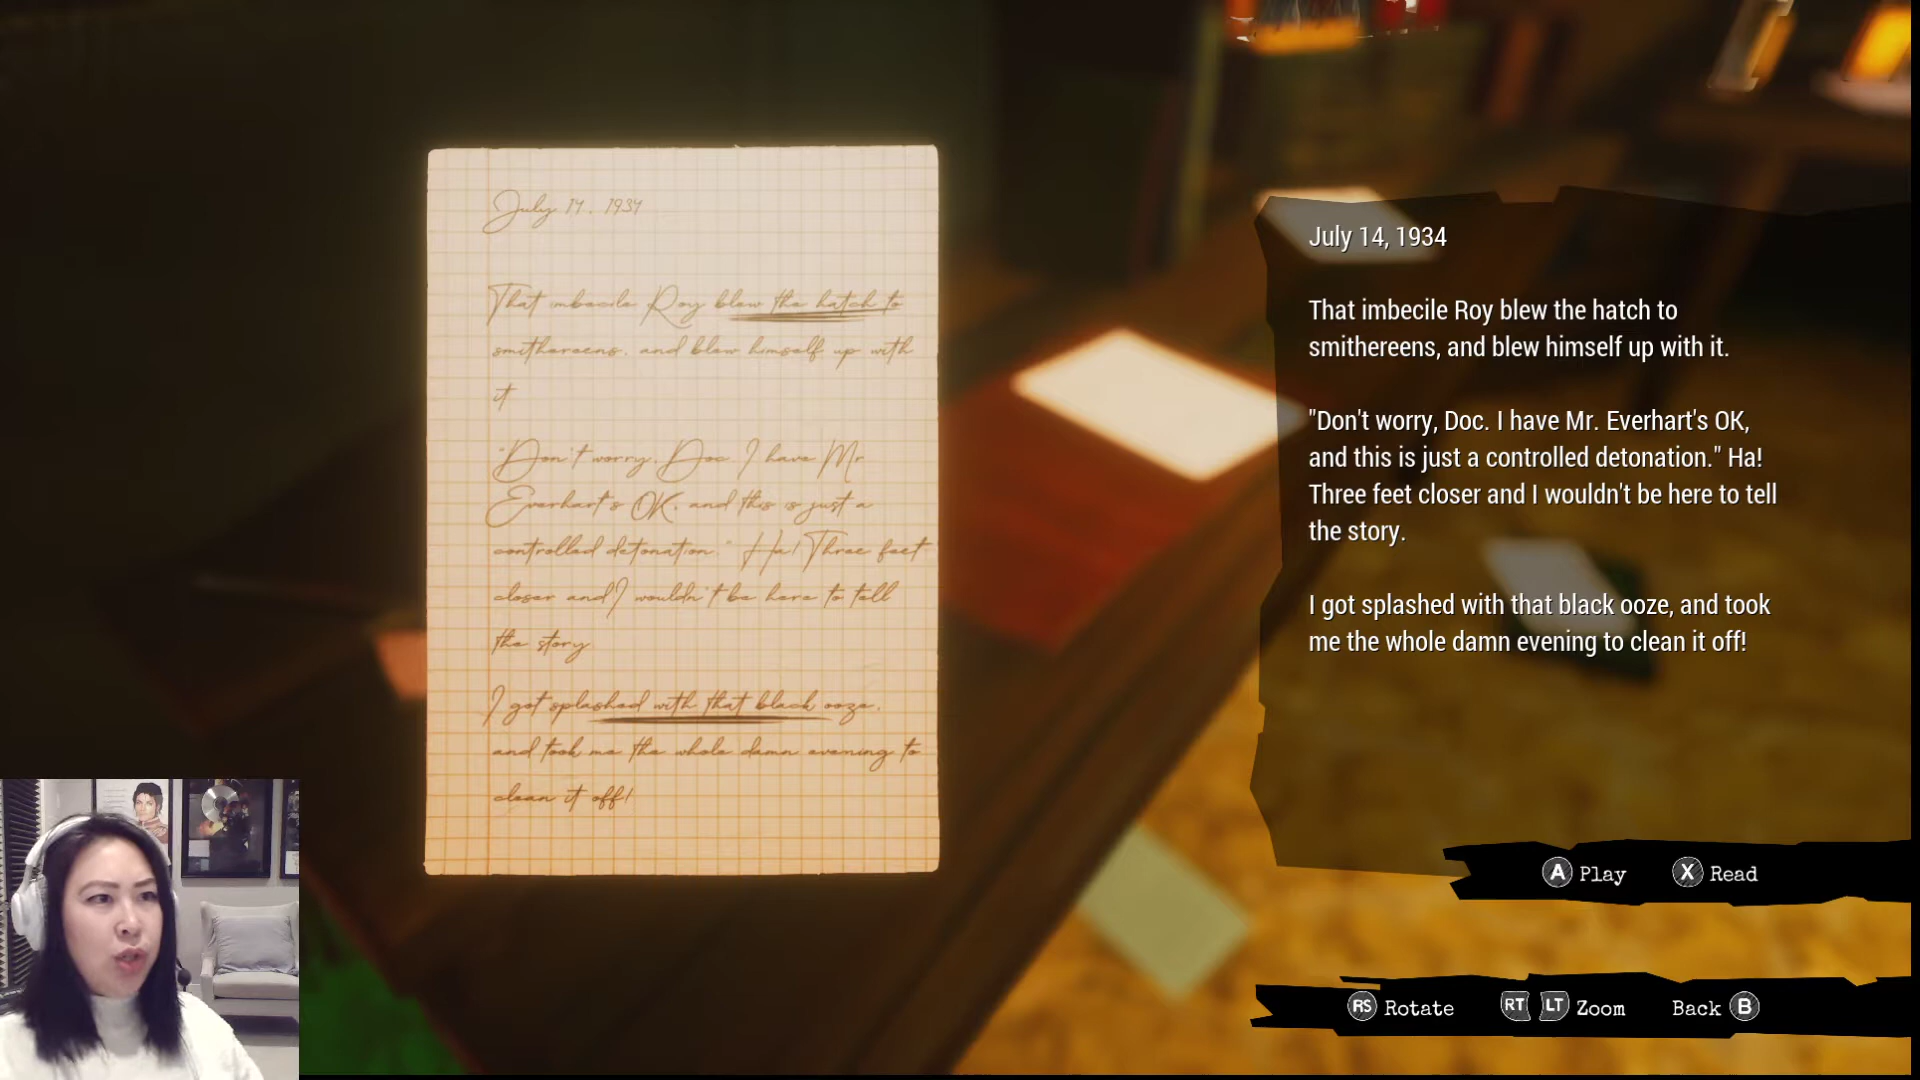 July 14, 1934
That imbecile Roy blew the hatch to
smithereens, and blew himself up with
it
"Don't worry, Doc. I have Mr
Everhart's OK, and this is just a
controlled detonation." Ha! Three feet
closer and I wouldn't be here to tell
the story
I got splashed with that black ooze,
and took me the whole damn evening to
clean it off!
July 14, 1934
That imbecile Roy blew the hatch to
smithereens, and blew himself up with it.
"Don't worry, Doc. I have Mr. Everhart's OK,
and this is just a controlled detonation." Ha!
Three feet closer and I wouldn't be here to tell
the story.
I got splashed with that black ooze, and took
me the whole damn evening to clean it off!
A Play X Read
RS Rotate RT LT Zoom Back B